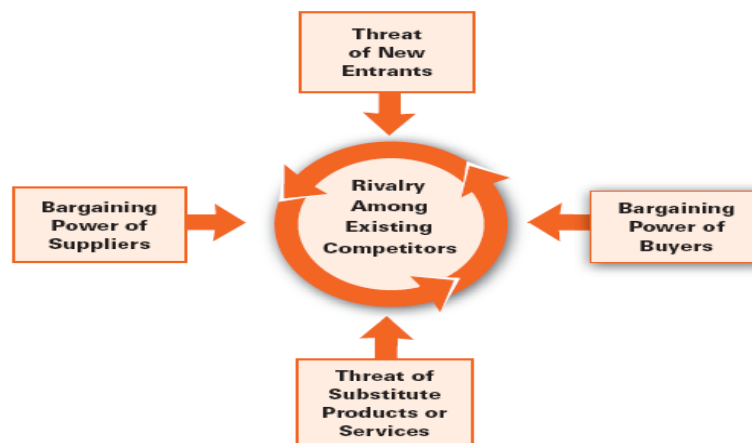 Threat
of New
Entrants
Bargaining
Power of
Suppliers
Rivalry
Among
Existing
Competitors
Bargaining
Power of
Buyers
Threat of
Substitute
Products or
Services